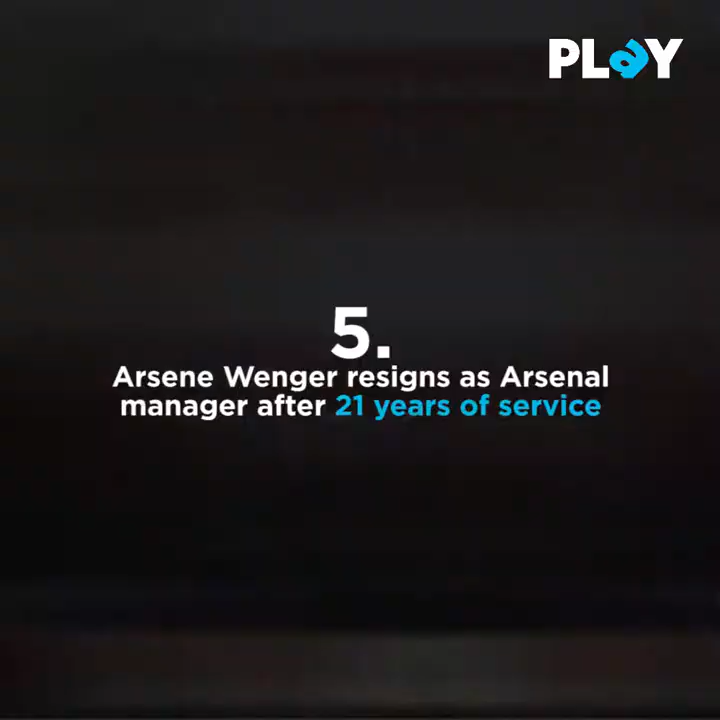 PLAY
5.
Arsene Wenger resigns as Arsenal
manager after 21 years of service